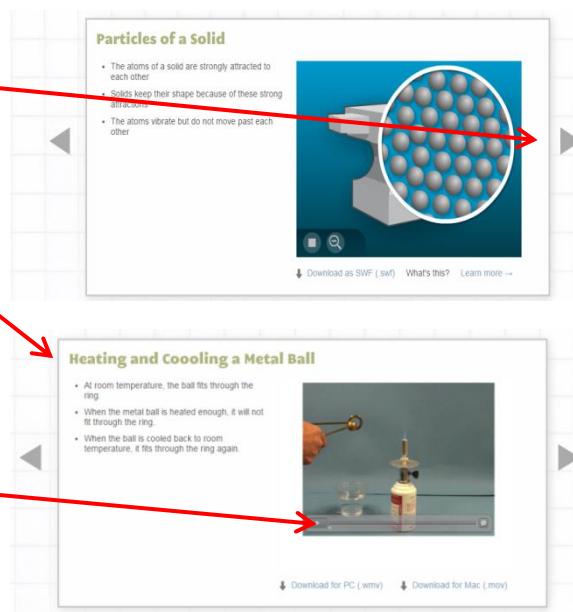 Particles of a Solid
• The atoms of a solid are strongly attracted to
each other
• Solids keep their shape because of these strong
attractions
• The atoms vibrate but do not move past each
other
Download as SWF (.swf) What's this? Learn more →
Heating and Coooling a Metal Ball
• At room temperature, the ball fits through the
ring.
• When the metal ball is heated enough, it will not
fit through the ring.
• When the ball is cooled back to room
temperature, it fits through the ring again.
Download for PC (.wmv) Download for Mac (.mov)